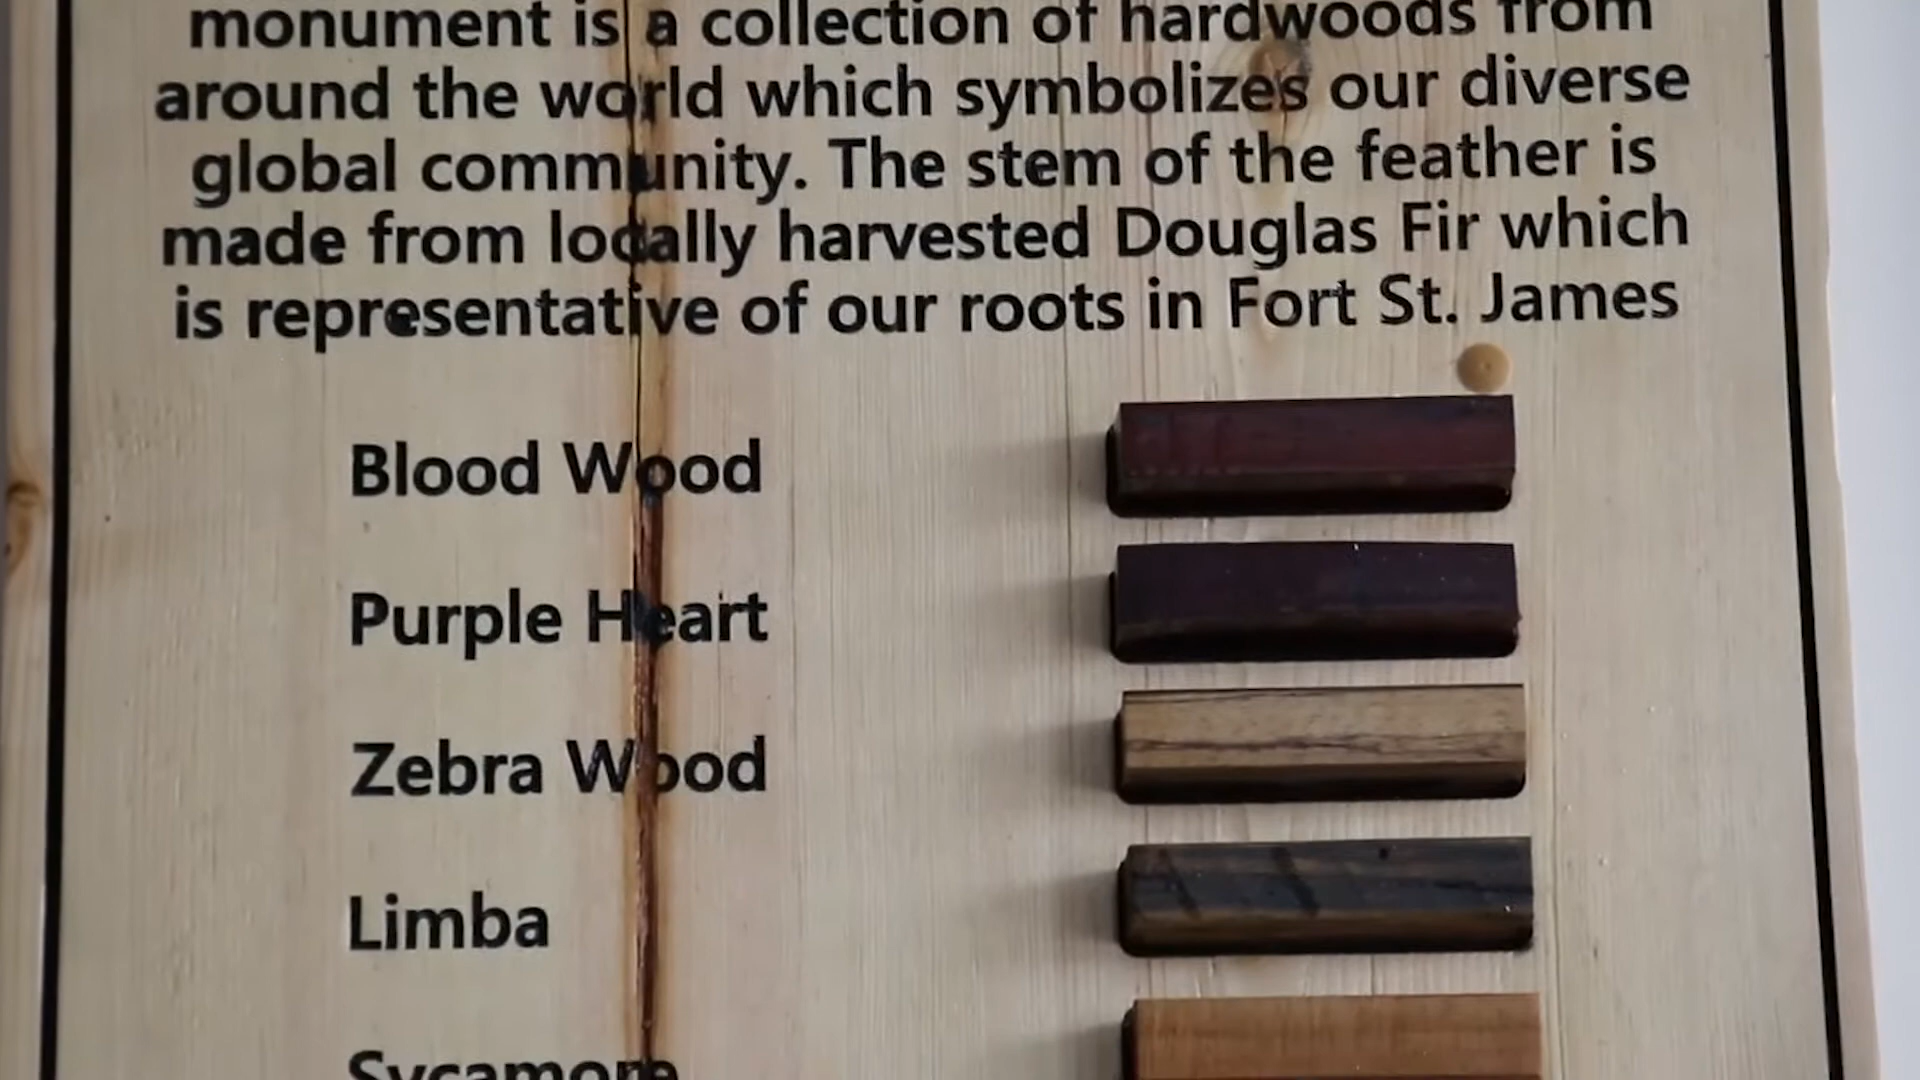 monument is a collection of hardwoods from
around the world which symbolizes our diverse
global community. The stem of the feather is
made from locally harvested Douglas Fir which
is representative of our roots in Fort St. James
Blood Wood
Purple Heart
Zebra Wood
Limba
Sycamore